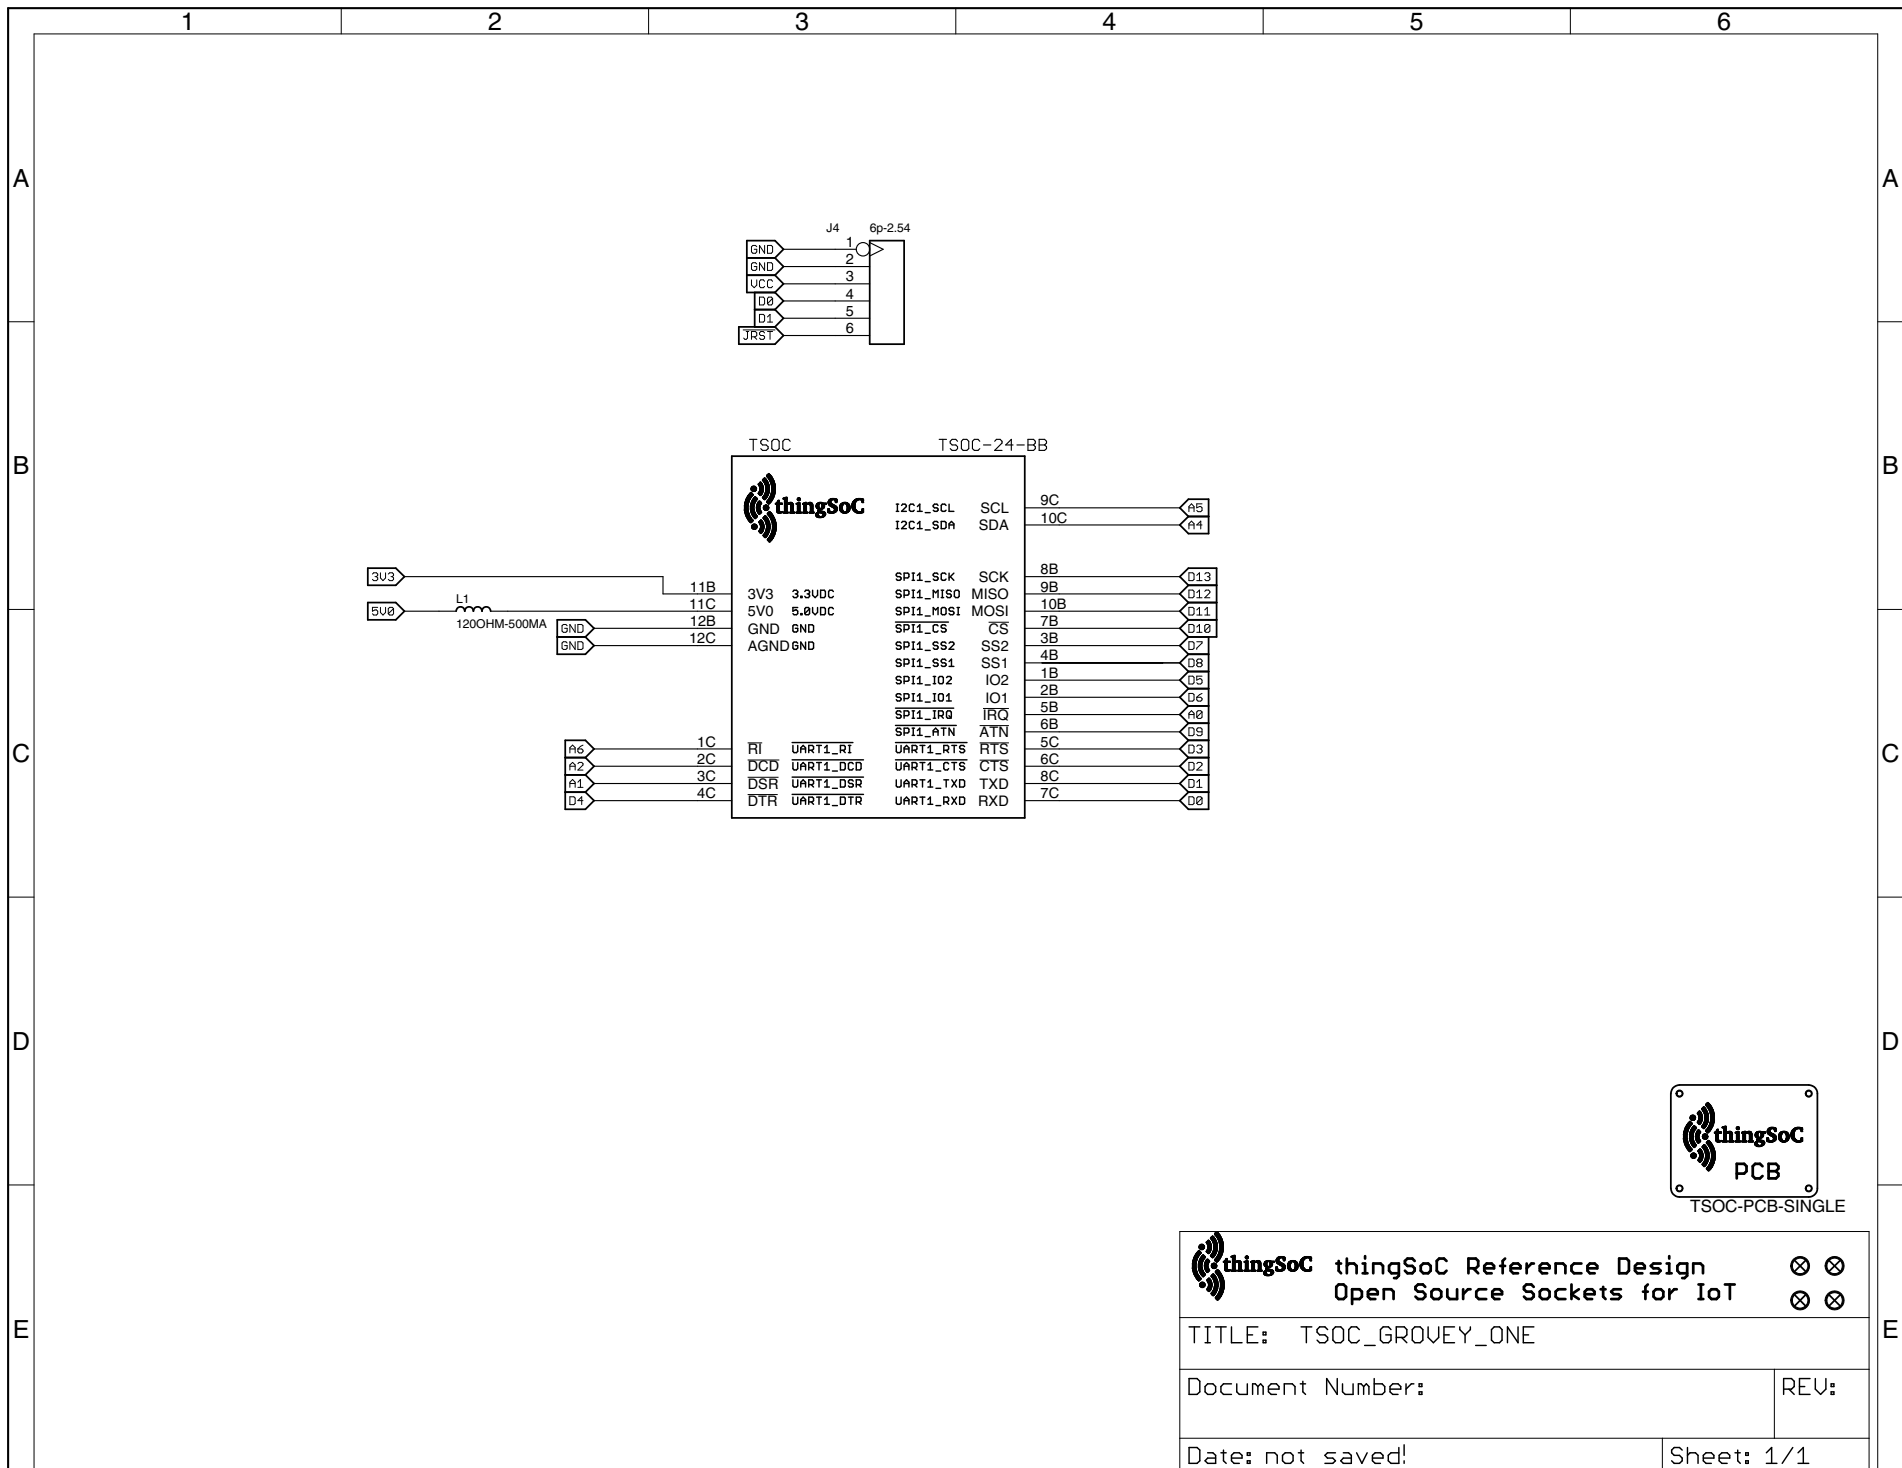 1 2 3 4 5 6
A A
J4 6p-2.54
GND 1
GND 2
VCC 3
D0 4
D1 5
JRST 6
B B
TSOC TSOC-24-BB
thingSoC
I2C1_SCL SCL 9C A5
I2C1_SDA SDA 10C A4
3V3 11B 3V3 3.3VDC
5V0 L1 120OHM-500MA 11C 5V0 5.0VDC
GND 12B GND GND
GND 12C AGND GND
SPI1_SCK SCK 8B D13
SPI1_MISO MISO 9B D12
SPI1_MOSI MOSI 10B D11
SPI1_CS CS 7B D10
SPI1_SS2 SS2 3B D7
SPI1_SS1 SS1 4B D8
SPI1_IO2 IO2 1B D5
SPI1_IO1 IO1 2B D6
SPI1_IRQ IRQ 5B A0
SPI1_ATN ATN 6B D9
A6 1C RI UART1_RI UART1_RTS RTS 5C D3
A2 2C DCD UART1_DCD UART1_CTS CTS 6C D2
A1 3C DSR UART1_DSR UART1_TXD TXD 8C D1
D4 4C DTR UART1_DTR UART1_RXD RXD 7C D0
C C
D D
thingSoC
PCB
TSOC-PCB-SINGLE
thingSoC thingSoC Reference Design
Open Source Sockets for IoT
E E
TITLE: TSOC_GROVEY_ONE
Document Number: REV:
Date: not saved! Sheet: 1/1